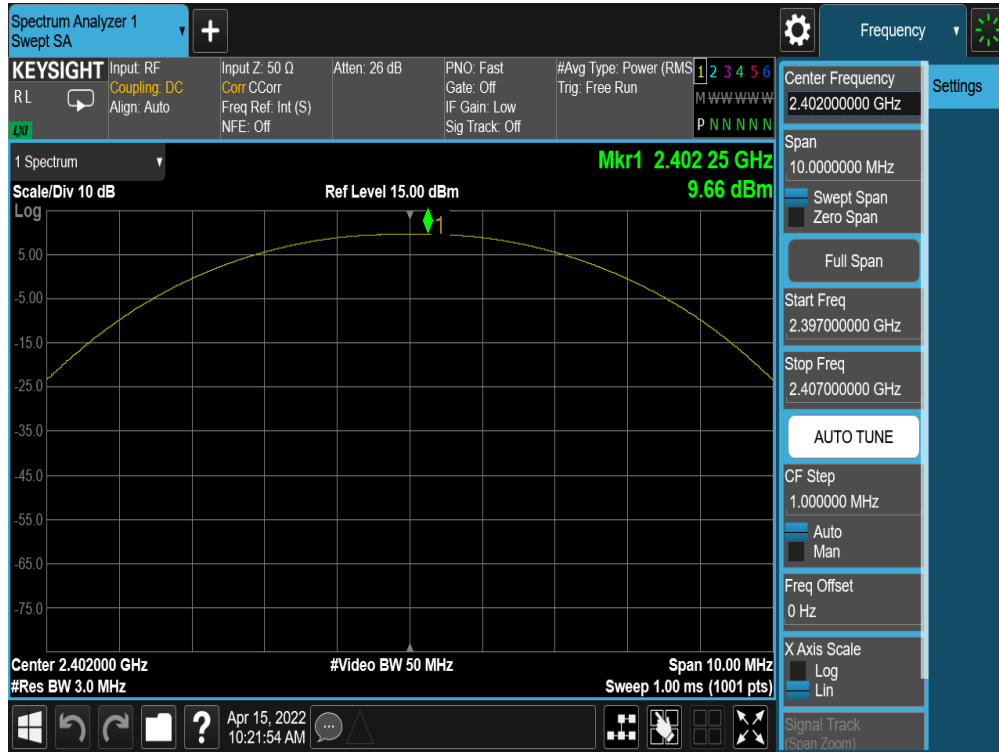 Spectrum Analyzer 1
Swept SA
+
Frequency
KEYSIGHT
RL
LXI
Input: RF
Coupling: DC
Align: Auto
Input Z: 50 Ω
Corr CCorr
Freq Ref: Int (S)
NFE: Off
Atten: 26 dB
PNO: Fast
Gate: Off
IF Gain: Low
Sig Track: Off
#Avg Type: Power (RMS
Trig: Free Run
1 2 3 4 5 6
M W W W W W
P N N N N N
1 Spectrum
Mkr1 2.402 25 GHz
9.66 dBm
Scale/Div 10 dB
Ref Level 15.00 dBm
Log
1
5.00
-5.00
-15.0
-25.0
-35.0
-45.0
-55.0
-65.0
-75.0
Center 2.402000 GHz
#Video BW 50 MHz
Span 10.00 MHz
#Res BW 3.0 MHz
Sweep 1.00 ms (1001 pts)
Center Frequency
2.402000000 GHz
Span
10.0000000 MHz
Swept Span
Zero Span
Full Span
Start Freq
2.397000000 GHz
Stop Freq
2.407000000 GHz
AUTO TUNE
CF Step
1.000000 MHz
Auto
Man
Freq Offset
0 Hz
X Axis Scale
Log
Lin
Signal Track
(Span Zoom)
Settings
?
Apr 15, 2022
10:21:54 AM